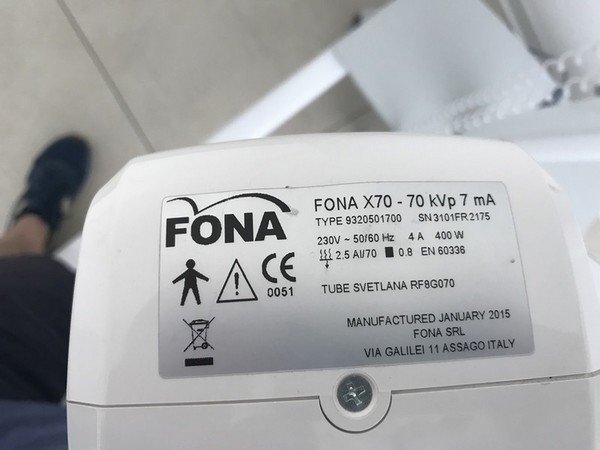 FONA
FONA X70 - 70 kVp 7 mA
TYPE 9320501700 SN3101FR.2175
230V ~ 50/60 Hz 4 A 400 W
2.5 Al/70 0.8 EN 60336
CE
0051
TUBE SVETLANA RF8G070
MANUFACTURED JANUARY 2015
FONA SRL
VIA GALILEI 11 ASSAGO ITALY